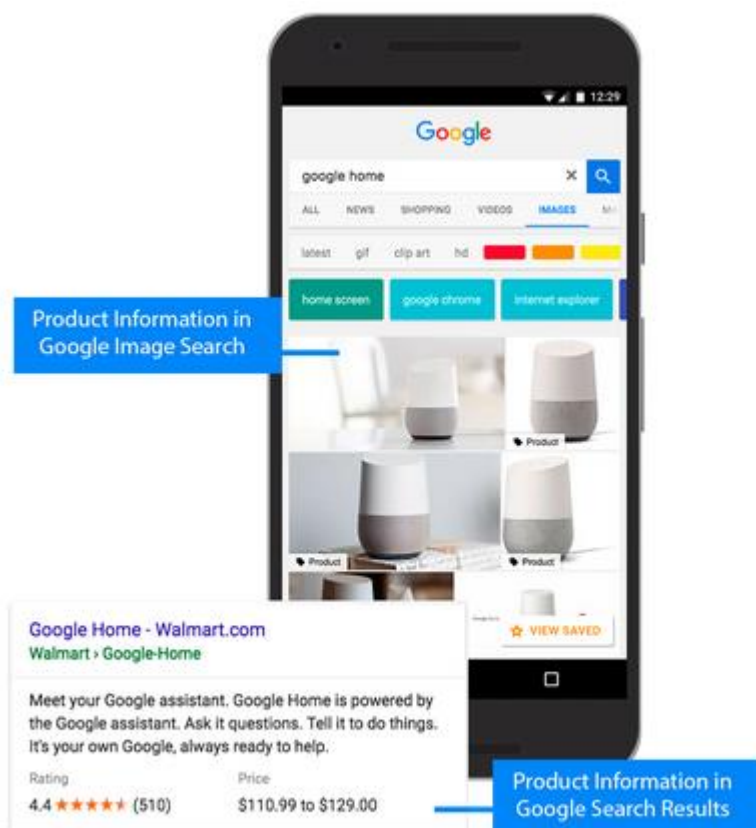 12:29
Google
google home
ALL NEWS SHOPPING VIDEOS IMAGES
latest gif clip art hd
home screen google chrome internet explorer
Product Information in
Google Image Search
Product
Product
Product
VIEW SAVED
Google Home - Walmart.com
Walmart › Google-Home
Meet your Google assistant. Google Home is powered by
the Google assistant. Ask it questions. Tell it to do things.
It's your own Google, always ready to help.
Rating Price
4.4 ★★★★★ (510) $110.99 to $129.00
Product Information in
Google Search Results